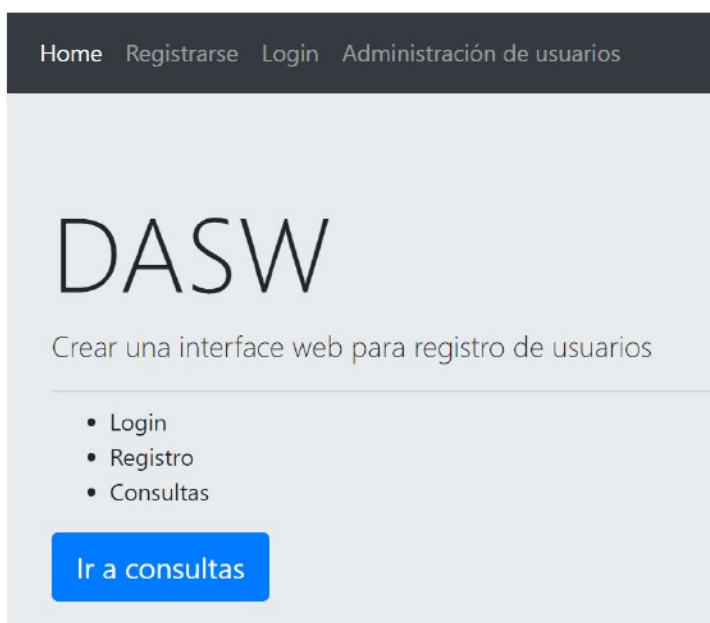 Home Registrarse Login Administración de usuarios
DASW
Crear una interface web para registro de usuarios
Login
Registro
Consultas
Ir a consultas